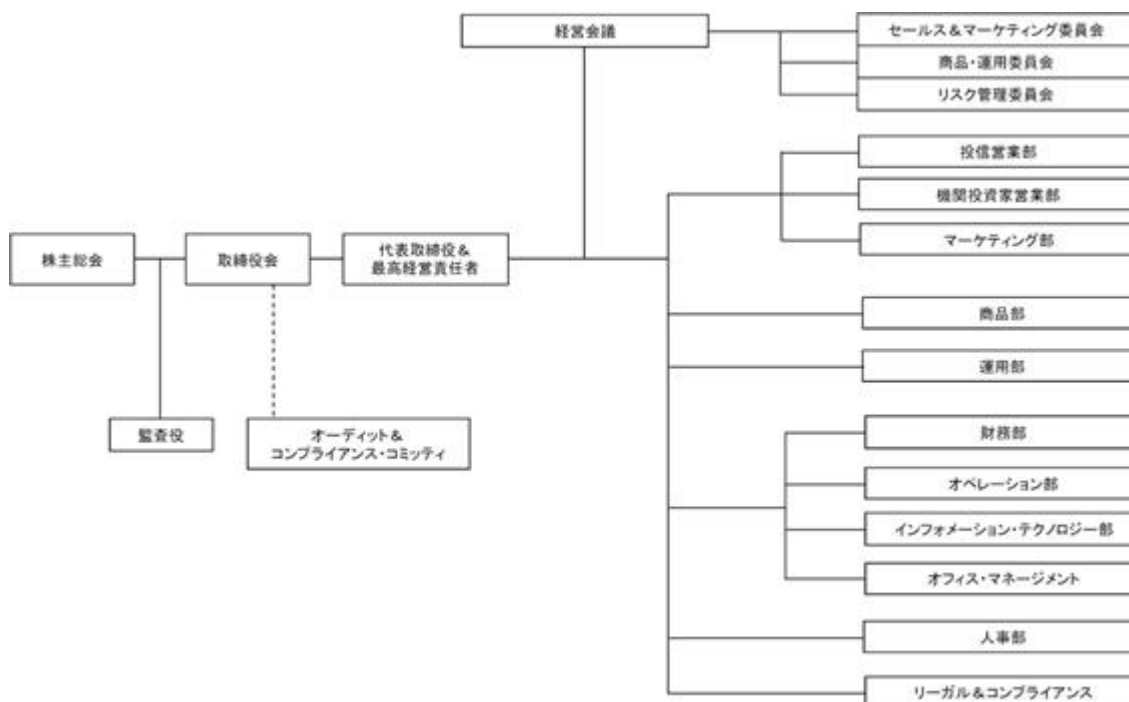 経営会議
セールス＆マーケティング委員会
商品・運用委員会
リスク管理委員会
投信営業部
機関投資家営業部
マーケティング部
株主総会
取締役会
代表取締役＆
最高経営責任者
商品部
運用部
監査役
オーディット＆
コンプライアンス・コミッティ
財務部
オペレーション部
インフォメーション・テクノロジー部
オフィス・マネージメント
人事部
リーガル＆コンプライアンス